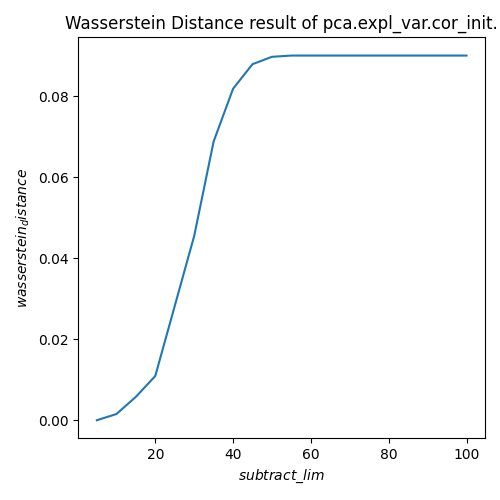 Wasserstein Distance result of pca.expl_var.cor_init.
0.08
0.06
0.04
0.02
0.00
wasserstein_distance
20 40 60 80 100
subtract_lim